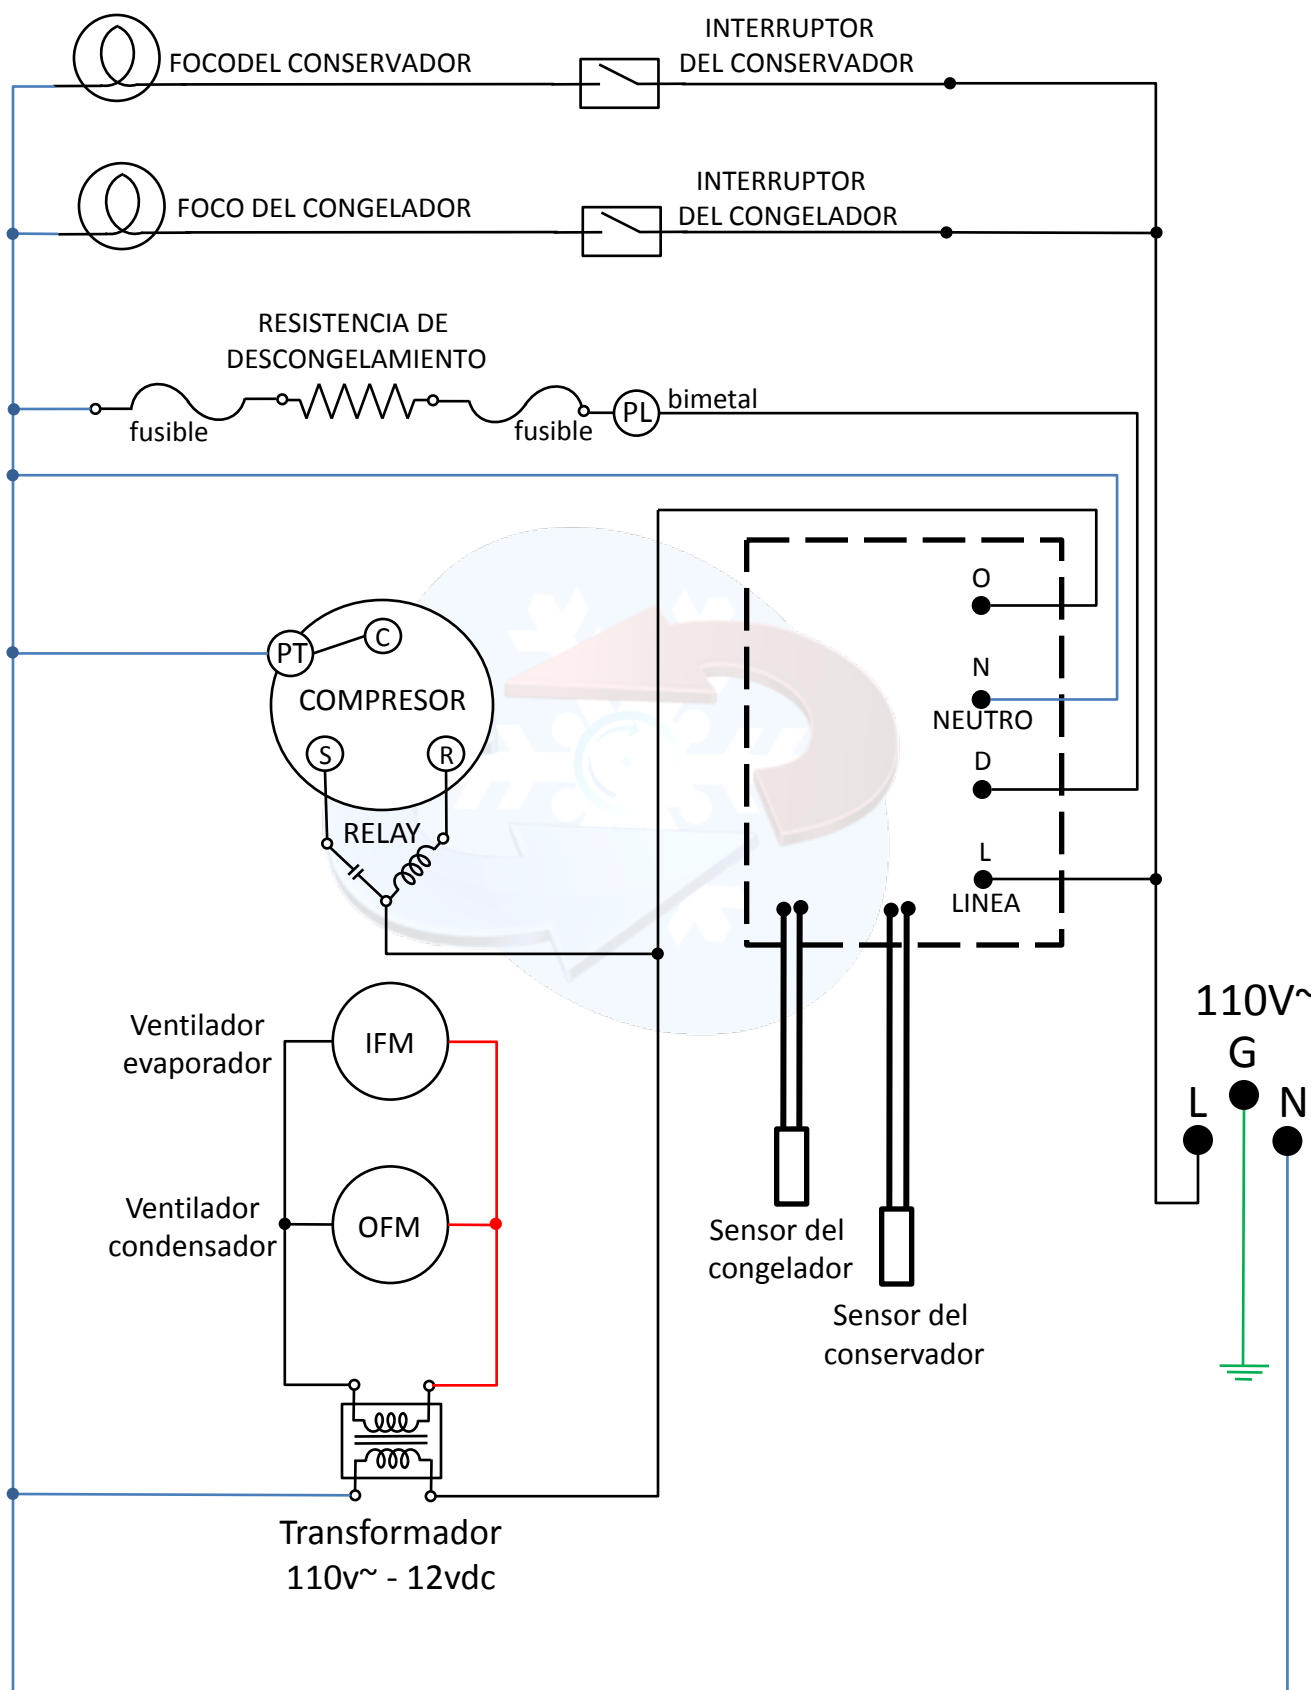 INTERRUPTOR
DEL CONSERVADOR
FOCODEL CONSERVADOR
INTERRUPTOR
DEL CONGELADOR
FOCO DEL CONGELADOR
RESISTENCIA DE
DESCONGELAMIENTO
fusible
fusible
PL
bimetal
O
N
NEUTRO
D
L
LINEA
PT
C
COMPRESOR
S
R
RELAY
Ventilador
evaporador
IFM
Ventilador
condensador
OFM
Sensor del
congelador
Sensor del
conservador
110V~
G
L
N
Transformador
110v~ - 12vdc